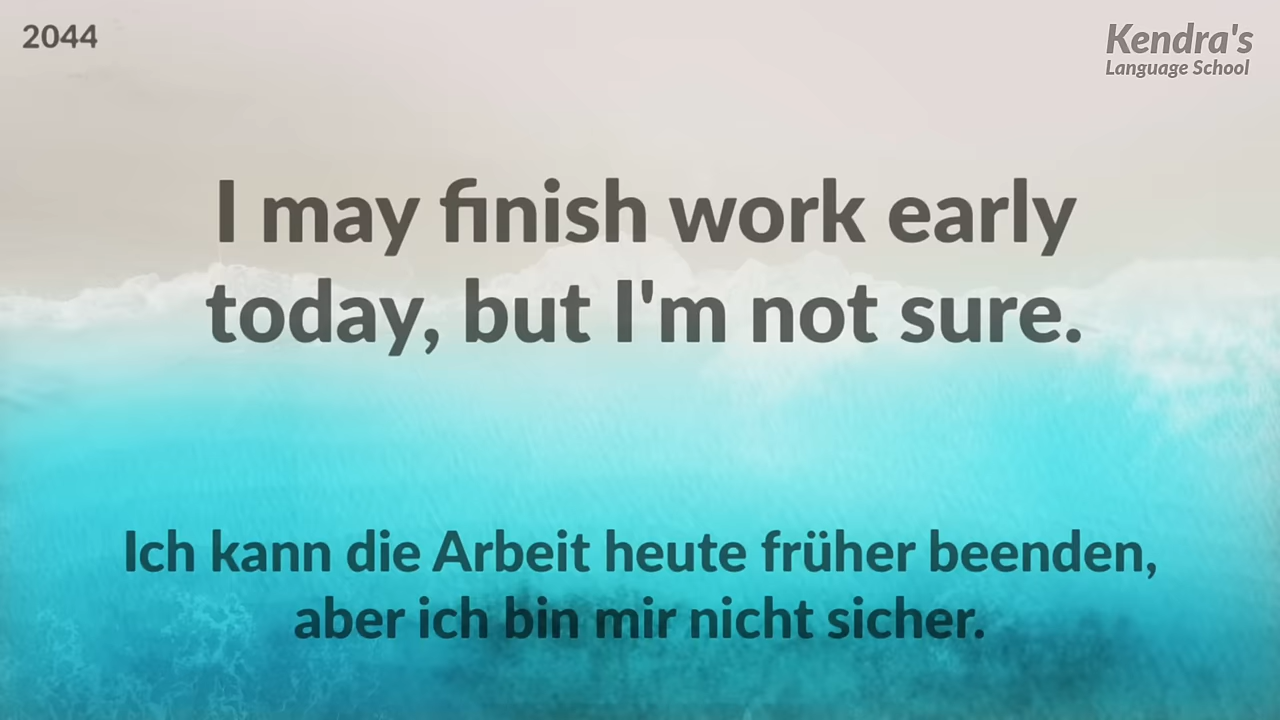 2044
Kendra's
Language School
I may finish work early
today, but I'm not sure.
Ich kann die Arbeit heute früher beenden,
aber ich bin mir nicht sicher.